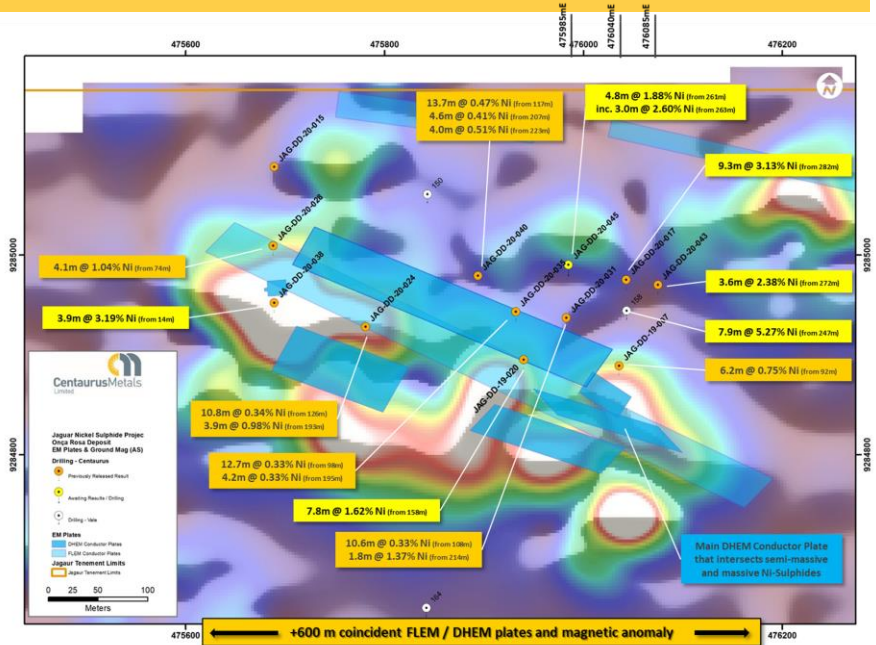 475985mE
476040mE
476085mE
475600
475800
476000
476200
N
13.7m @ 0.47% Ni (from 117m)
4.6m @ 0.41% Ni (from 207m)
4.0m @ 0.51% Ni (from 223m)
4.8m @ 1.88% Ni (from 261m)
inc. 3.0m @ 2.60% Ni (from 263m)
9.3m @ 3.13% Ni (from 282m)
JAG-DD-20-015
150
JAG-DD-20-028
JAG-DD-20-040
JAG-DD-20-045
JAG-DD-20-017
JAG-DD-20-043
9285000
9285000
4.1m @ 1.04% Ni (from 74m)
JAG-DD-20-038
JAG-DD-20-024
JAG-DD-20-035
JAG-DD-20-031
158
3.6m @ 2.38% Ni (from 272m)
3.9m @ 3.19% Ni (from 14m)
7.9m @ 5.27% Ni (from 247m)
JAG-DD-19-017
JAG-DD-19-020
6.2m @ 0.75% Ni (from 92m)
CentaurusMetals
Limited
10.8m @ 0.34% Ni (from 126m)
3.9m @ 0.98% Ni (from 193m)
Jaguar Nickel Sulphide Projec
Onça Rosa Deposit
EM Plates & Ground Mag (AS)
Drilling - Centaurus
Previously Released Result
Awaiting Results / Drilling
Drilling - Vale
EM Plates
DHEM Conductor Plates
FLEM Conductor Plates
Jagaur Tenement Limits
Jagaur Tenement Limits
0 25 50 100
Meters
9284800
9284800
12.7m @ 0.33% Ni (from 98m)
4.2m @ 0.33% Ni (from 195m)
7.8m @ 1.62% Ni (from 158m)
10.6m @ 0.33% Ni (from 108m)
1.8m @ 1.37% Ni (from 214m)
Main DHEM Conductor Plate
that intersects semi-massive
and massive Ni-Sulphides
164
475600
+600 m coincident FLEM / DHEM plates and magnetic anomaly
476200